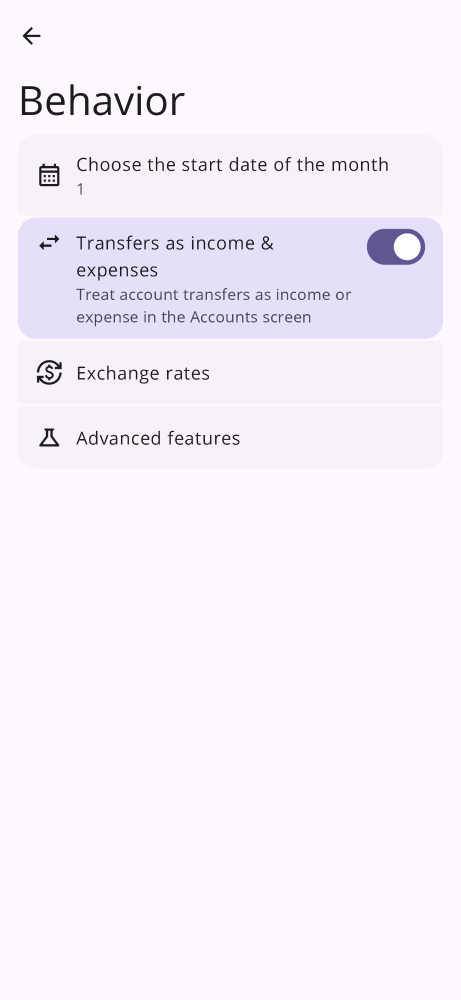 Behavior
Choose the start date of the month
1
Transfers as income &
expenses
Treat account transfers as income or
expense in the Accounts screen
Exchange rates
Advanced features